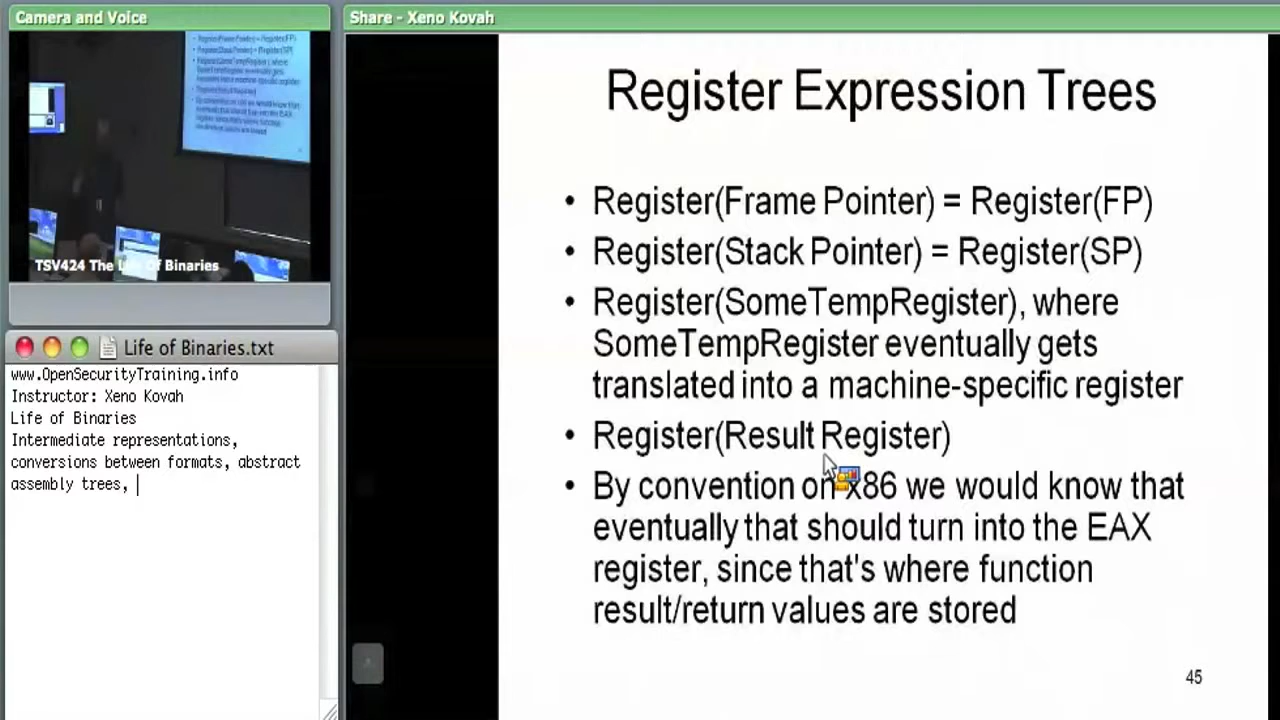 Camera and Voice
Share - Xeno Kovah
TSV424 The Life Of Binaries
Life of Binaries.txt
www.OpenSecurityTraining.info
Instructor: Xeno Kovah
Life of Binaries
Intermediate representations,
conversions between formats, abstract
assembly trees,
Register Expression Trees
• Register(Frame Pointer) = Register(FP)
• Register(Stack Pointer) = Register(SP)
• Register(SomeTempRegister), where
SomeTempRegister eventually gets
translated into a machine-specific register
• Register(Result Register)
• By convention on x86 we would know that
eventually that should turn into the EAX
register, since that's where function
result/return values are stored
45